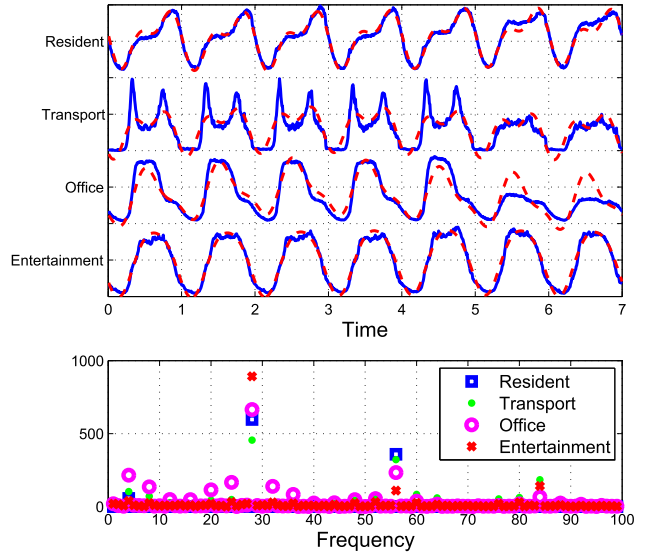 Resident
Transport
Office
Entertainment
0 1 2 3 4 5 6 7
Time
1000
500
0
Resident
Transport
Office
Entertainment
0 10 20 30 40 50 60 70 80 90 100
Frequency